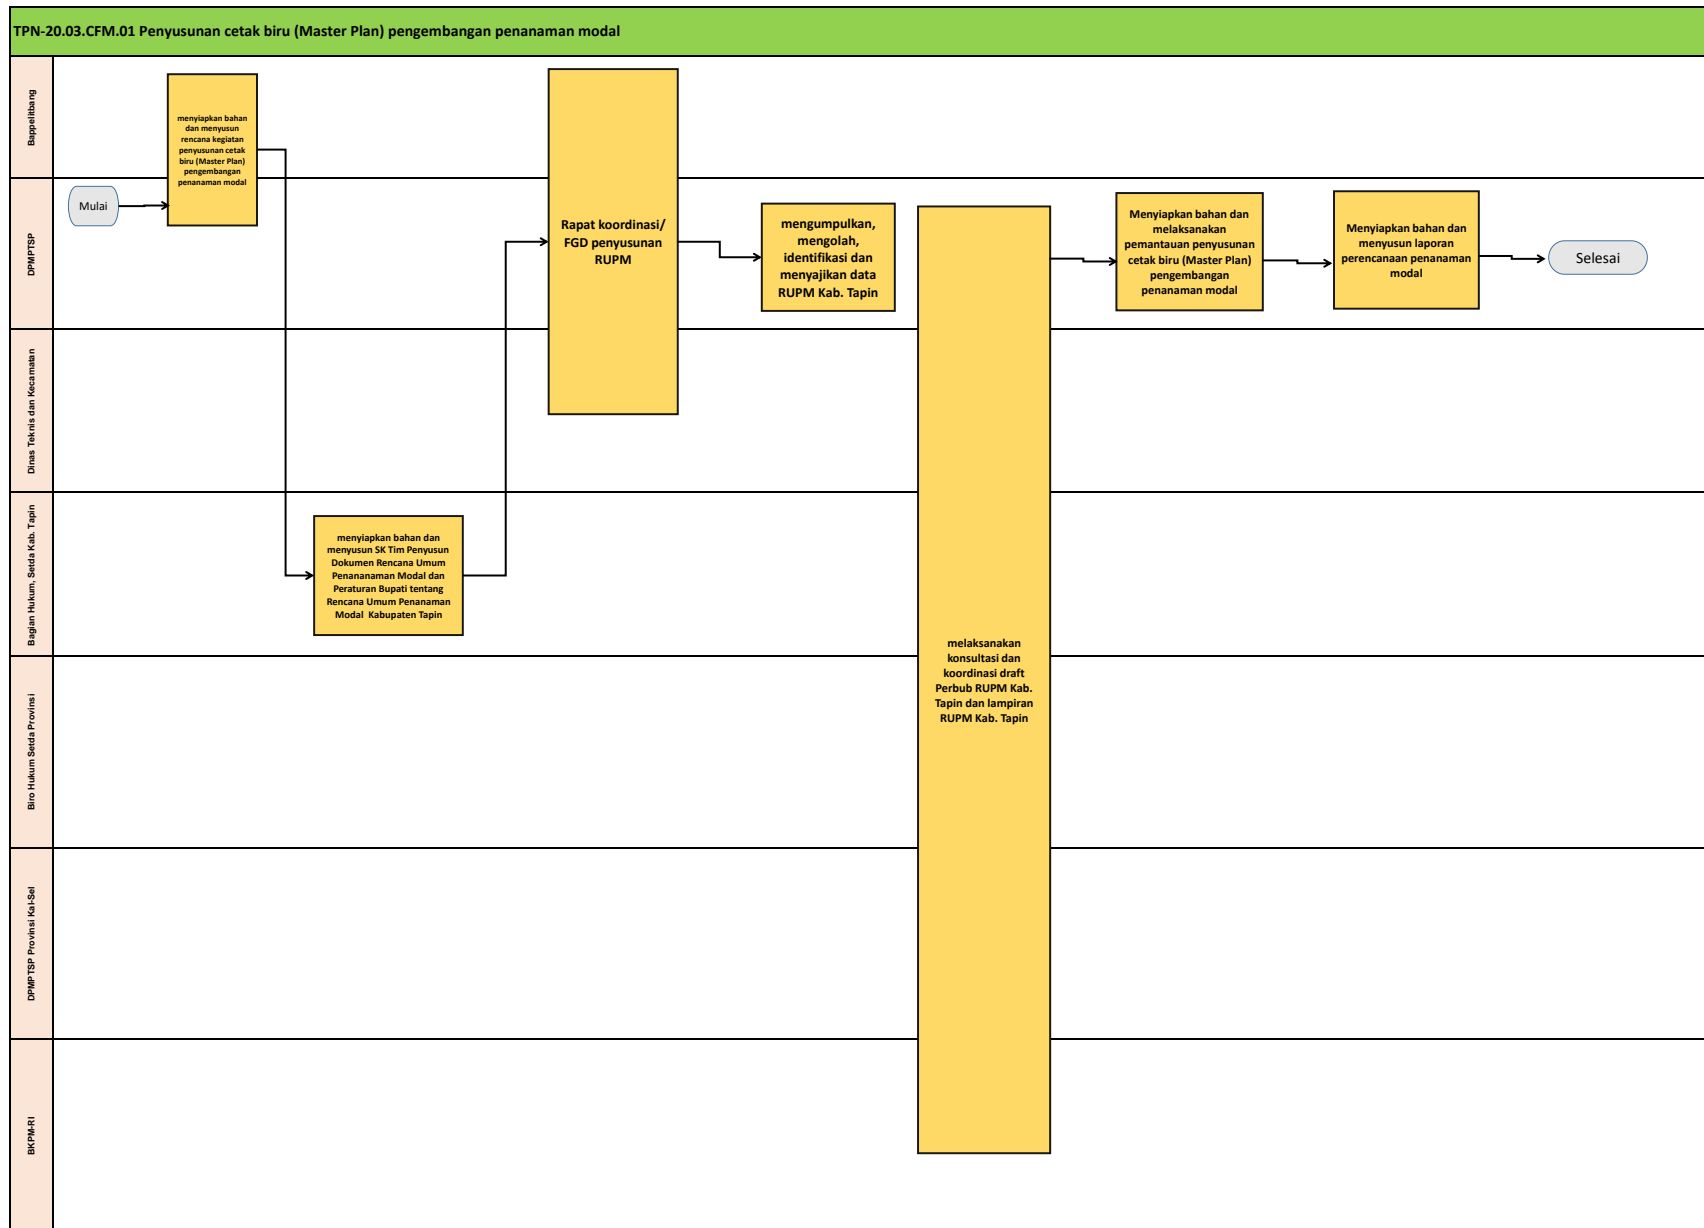 TPN-20.03.CFM.01 Penyusunan cetak biru (Master Plan) pengembangan penanaman modal
Bappelitbang
menyiapkan bahan
dan menyusun
rencana kegiatan
penyusunan cetak
biru (Master Plan)
pengembangan
penanaman modal
DPMPTSP
Mulai
Rapat koordinasi/
FGD penyusunan
RUPM
mengumpulkan,
mengolah,
identifikasi dan
menyajikan data
RUPM Kab. Tapin
Menyiapkan bahan dan
melaksanakan
pemantauan penyusunan
cetak biru (Master Plan)
pengembangan
penanaman modal
Menyiapkan bahan dan
menyusun laporan
perencanaan penanaman
modal
Selesai
Dinas Teknis dan Kecamatan
Bagian Hukum, Setda Kab. Tapin
menyiapkan bahan dan
menyusun SK Tim Penyusun
Dokumen Rencana Umum
Penananaman Modal dan
Peraturan Bupati tentang
Rencana Umum Penanaman
Modal  Kabupaten Tapin
Biro Hukum Setda Provinsi
melaksanakan
konsultasi dan
koordinasi draft
Perbub RUPM Kab.
Tapin dan lampiran
RUPM Kab. Tapin
DPMPTSP Provinsi Kal-Sel
BKPM-RI